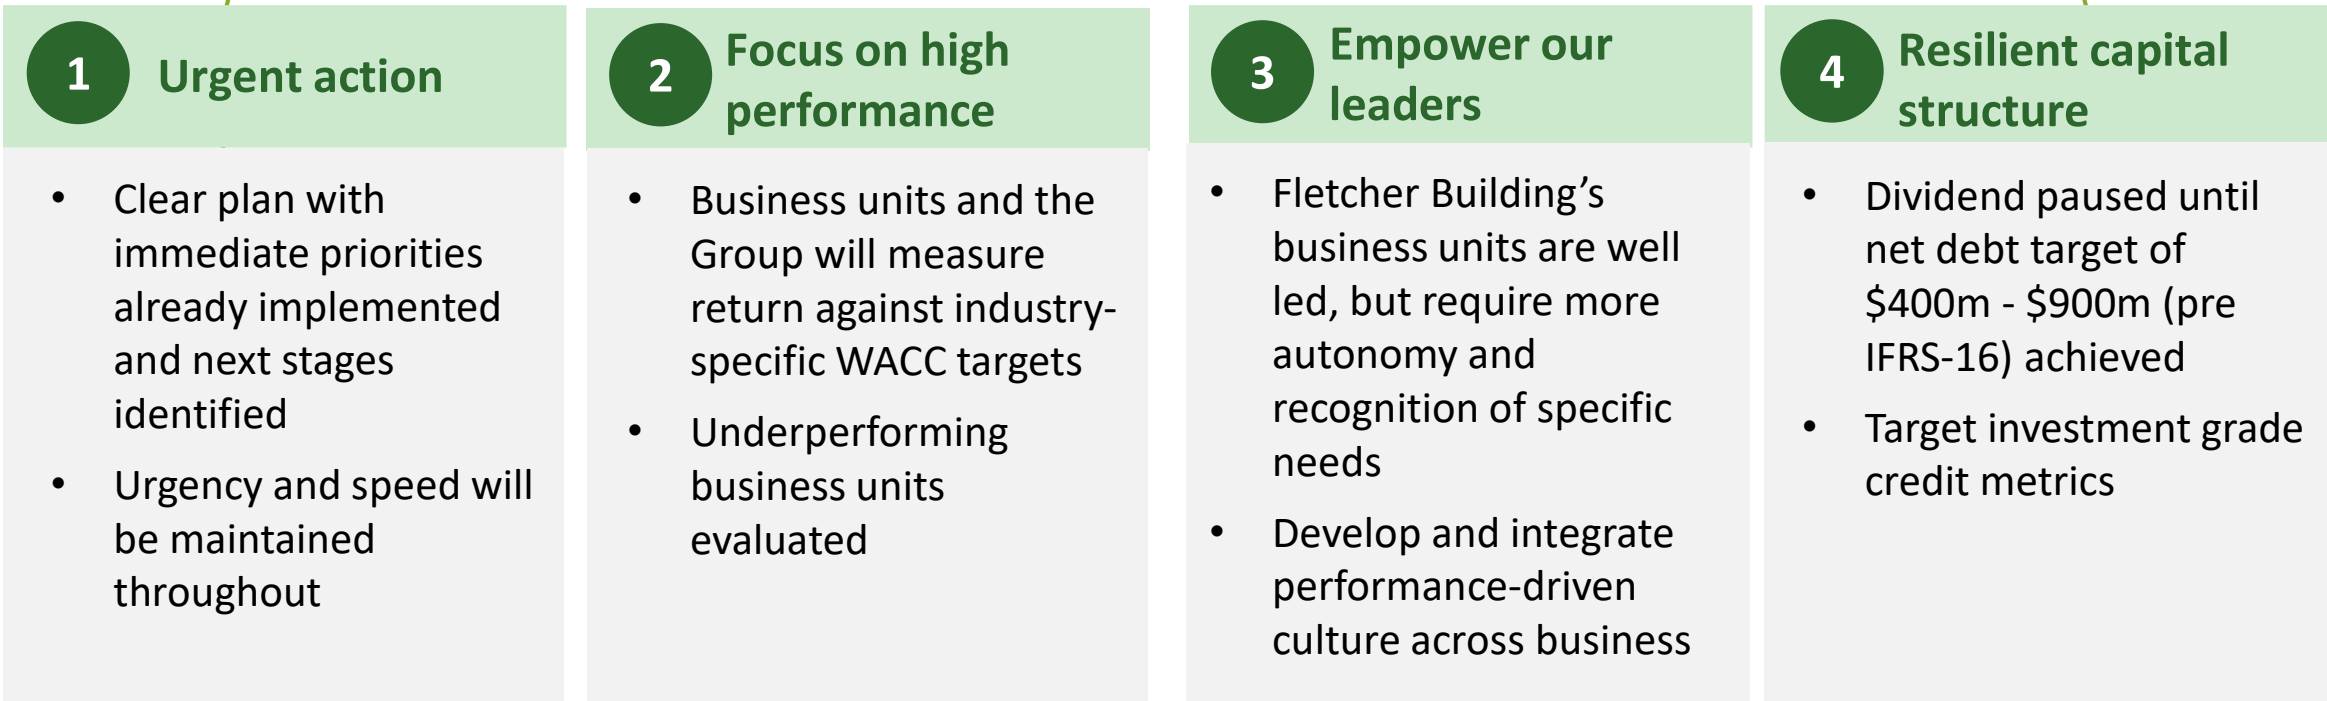 1
Urgent action
• Clear plan with
immediate priorities
already implemented
and next stages
identified
• Urgency and speed will
be maintained
throughout
2
Focus on high
performance
• Business units and the
Group will measure
return against industry-
specific WACC targets
• Underperforming
business units
evaluated
3
Empower our
leaders
• Fletcher Building’s
business units are well
led, but require more
autonomy and
recognition of specific
needs
• Develop and integrate
performance-driven
culture across business
4
Resilient capital
structure
• Dividend paused until
net debt target of
$400m - $900m (pre
IFRS-16) achieved
• Target investment grade
credit metrics